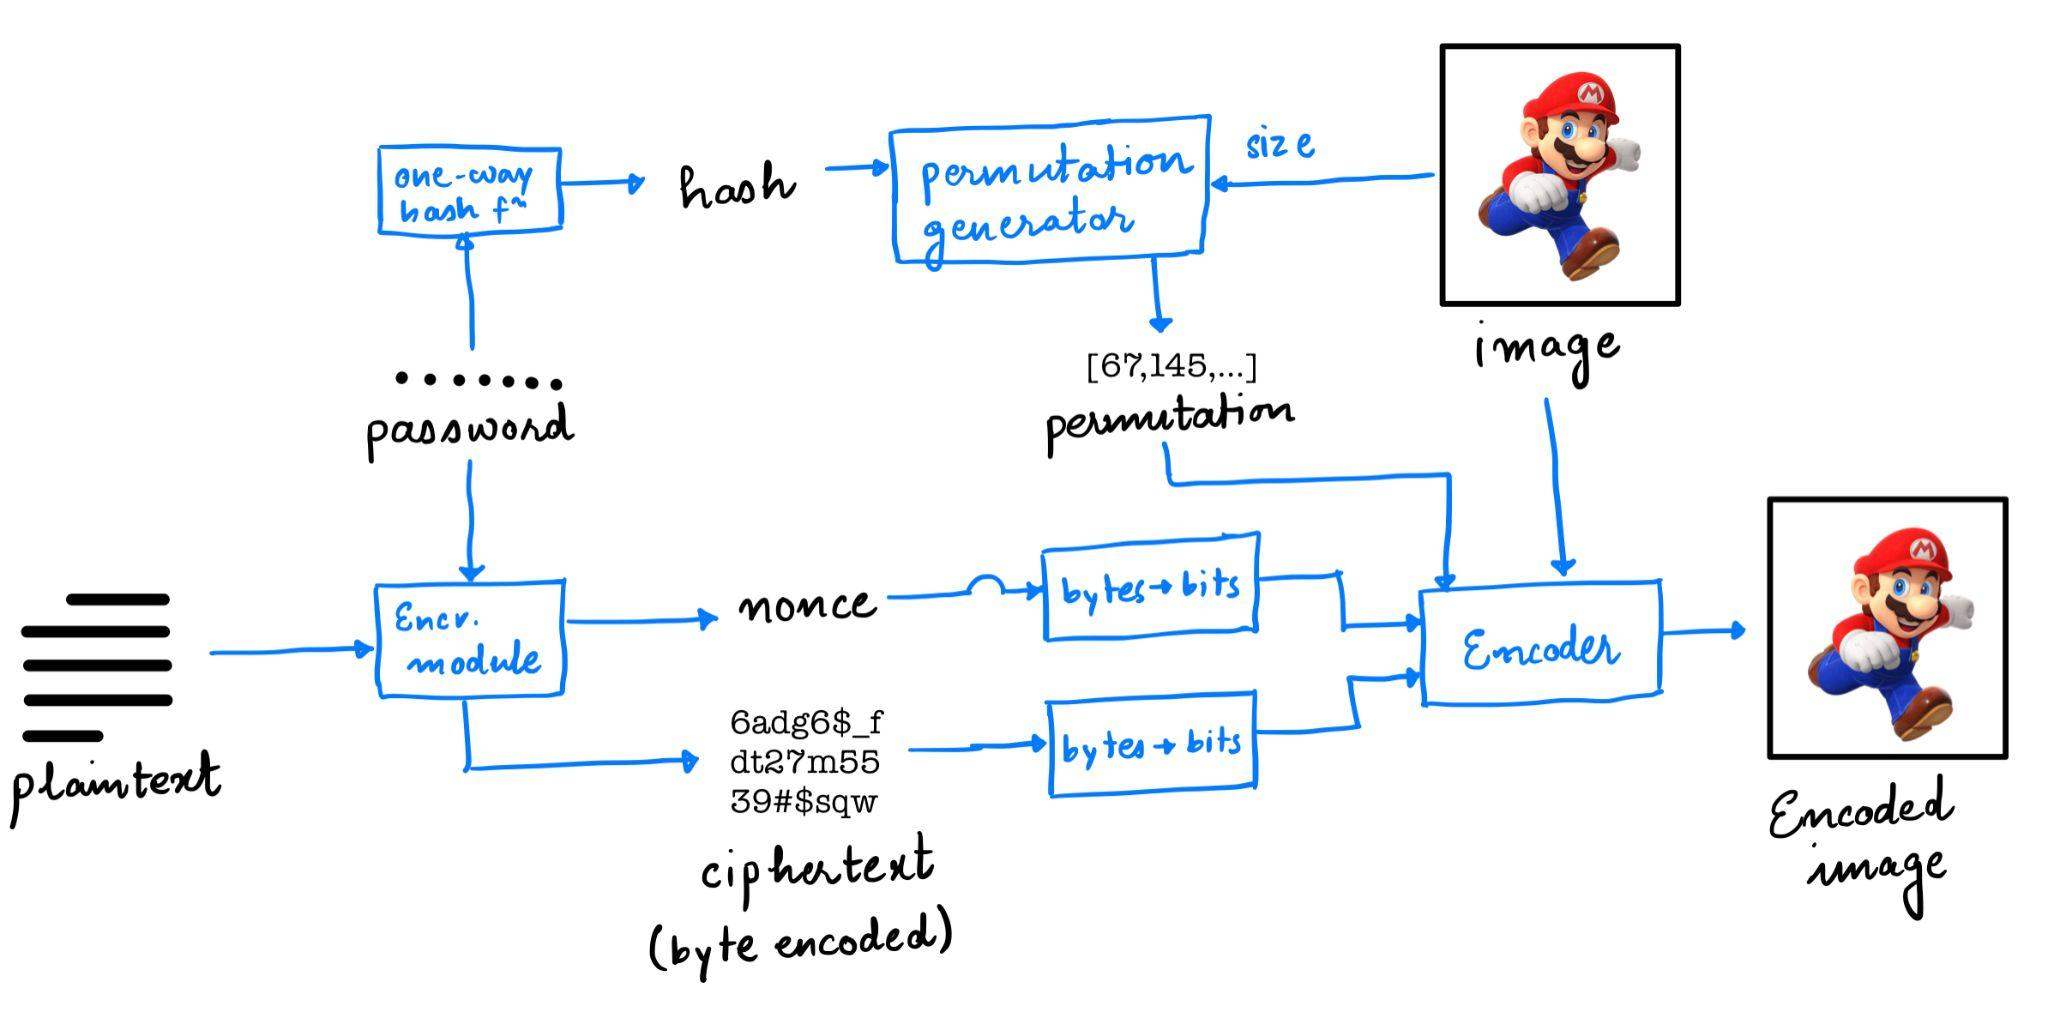 one-way
hash fⁿ
hash
permutation
generator
size
M
image
[67,145,...]
permutation
password
plaintext
Encr.
module
nonce
bytes→bits
6adg6$_f
dt27m55
39#$sqw
ciphertext
(byte encoded)
bytes→bits
Encoder
M
Encoded
image